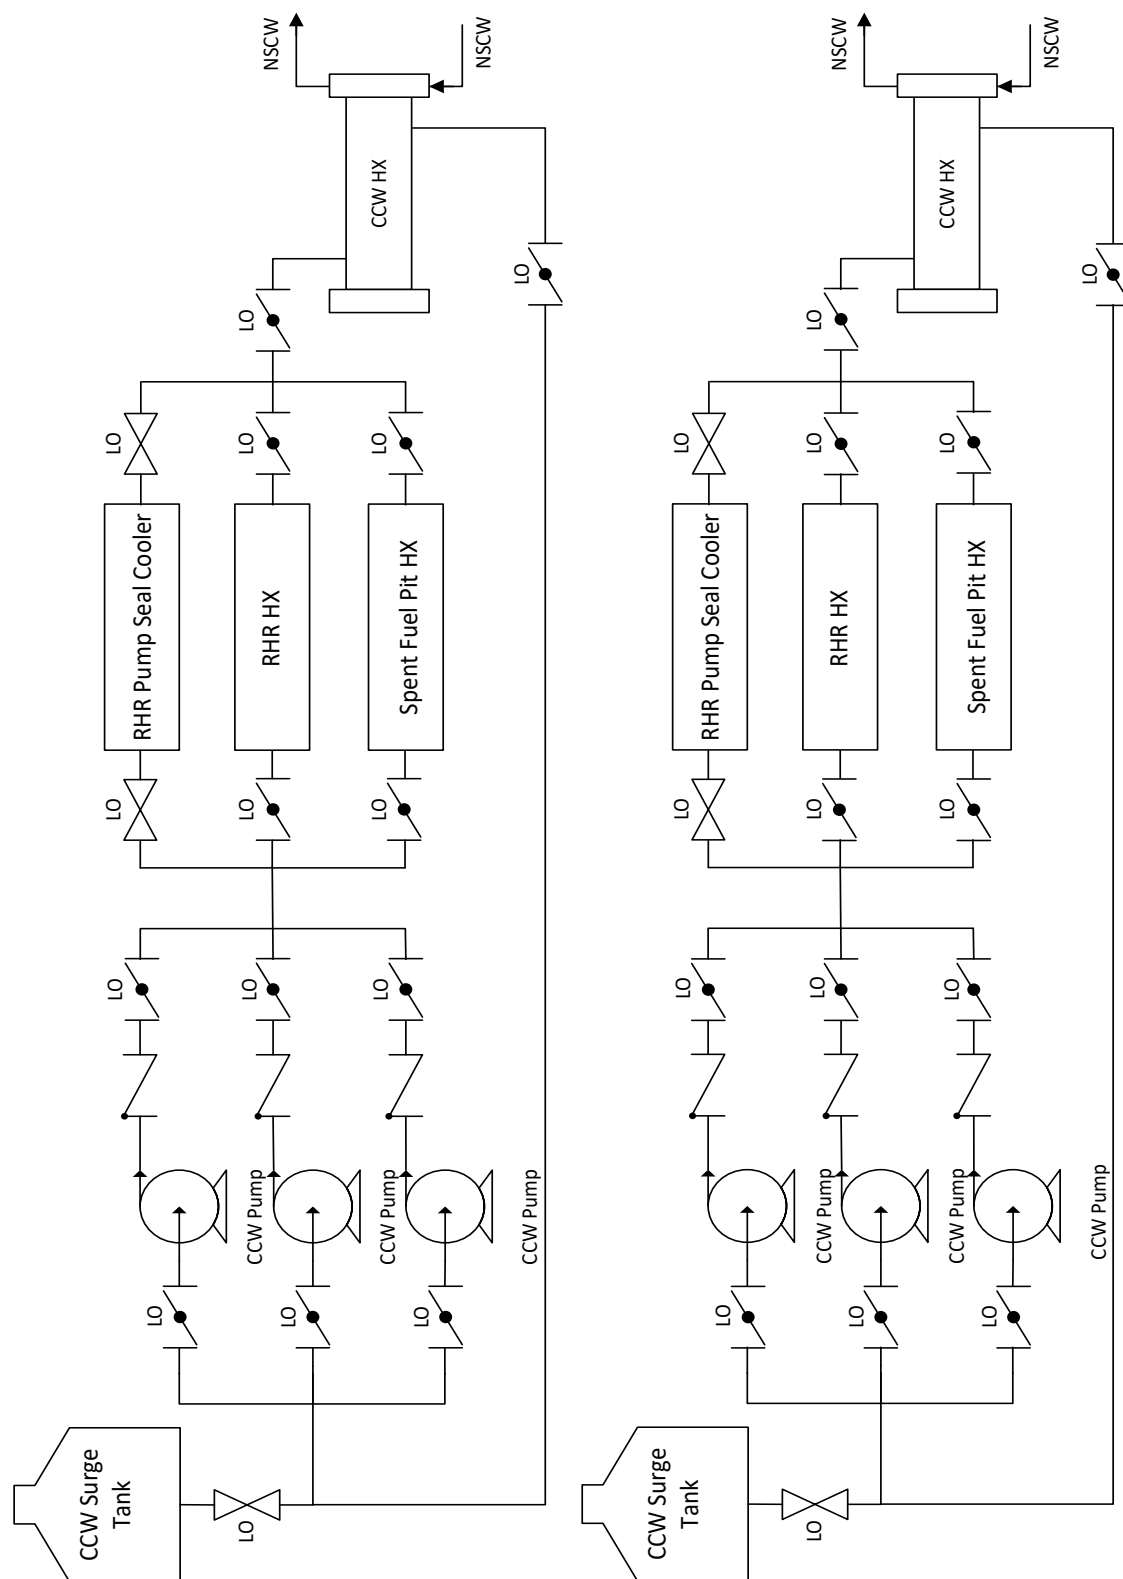 CCW Surge
Tank
LO
LO
LO
LO
CCW Pump
CCW Pump
CCW Pump
LO
LO
LO
LO
LO
LO
RHR Pump Seal Cooler
RHR HX
Spent Fuel Pit HX
LO
LO
LO
LO
CCW HX
NSCW
NSCW
LO
CCW Surge
Tank
LO
LO
LO
LO
CCW Pump
CCW Pump
CCW Pump
LO
LO
LO
LO
LO
LO
RHR Pump Seal Cooler
RHR HX
Spent Fuel Pit HX
LO
LO
LO
LO
CCW HX
NSCW
NSCW
LO